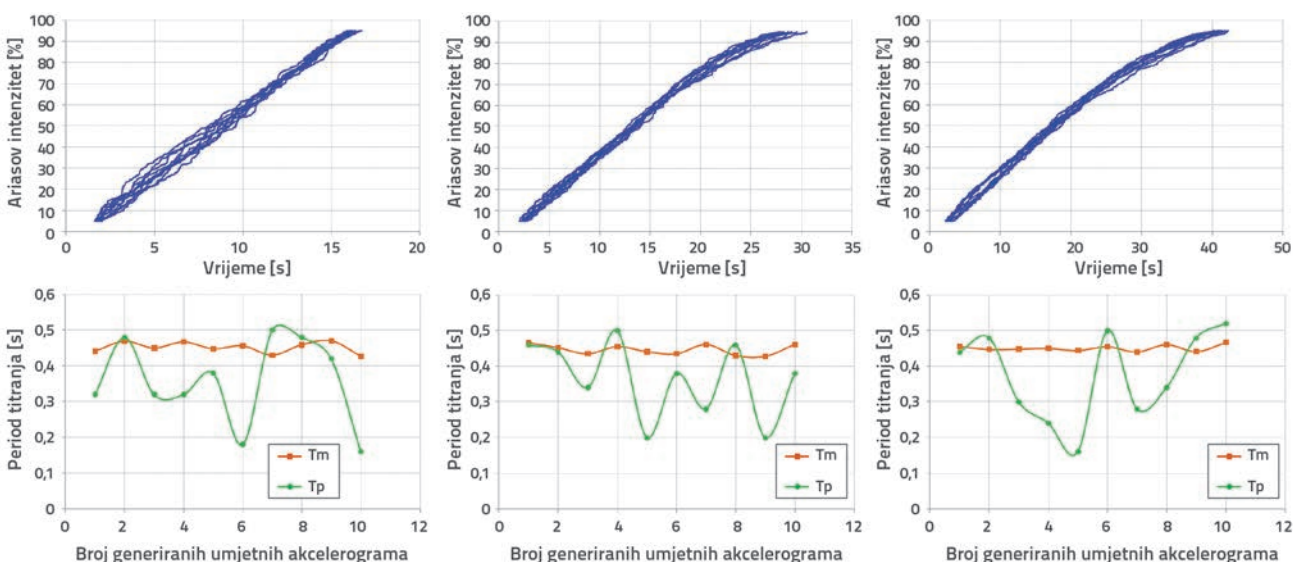 Ariasov intenzitet [%]
100
90
80
70
60
50
40
30
20
10
0
0 5 10 15 20
Vrijeme [s]
Ariasov intenzitet [%]
100
90
80
70
60
50
40
30
20
10
0
0 5 10 15 20 25 30 35
Vrijeme [s]
Ariasov intenzitet [%]
100
90
80
70
60
50
40
30
20
10
0
0 10 20 30 40 50
Vrijeme [s]
Period titranja [s]
0,6
0,5
0,4
0,3
0,2
0,1
0
Tm
Tp
0 2 4 6 8 10 12
Broj generiranih umjetnih akcelerograma
Period titranja [s]
0,6
0,5
0,4
0,3
0,2
0,1
0
Tm
Tp
0 2 4 6 8 10 12
Broj generiranih umjetnih akcelerograma
Period titranja [s]
0,6
0,5
0,4
0,3
0,2
0,1
0
Tm
Tp
0 2 4 6 8 10 12
Broj generiranih umjetnih akcelerograma